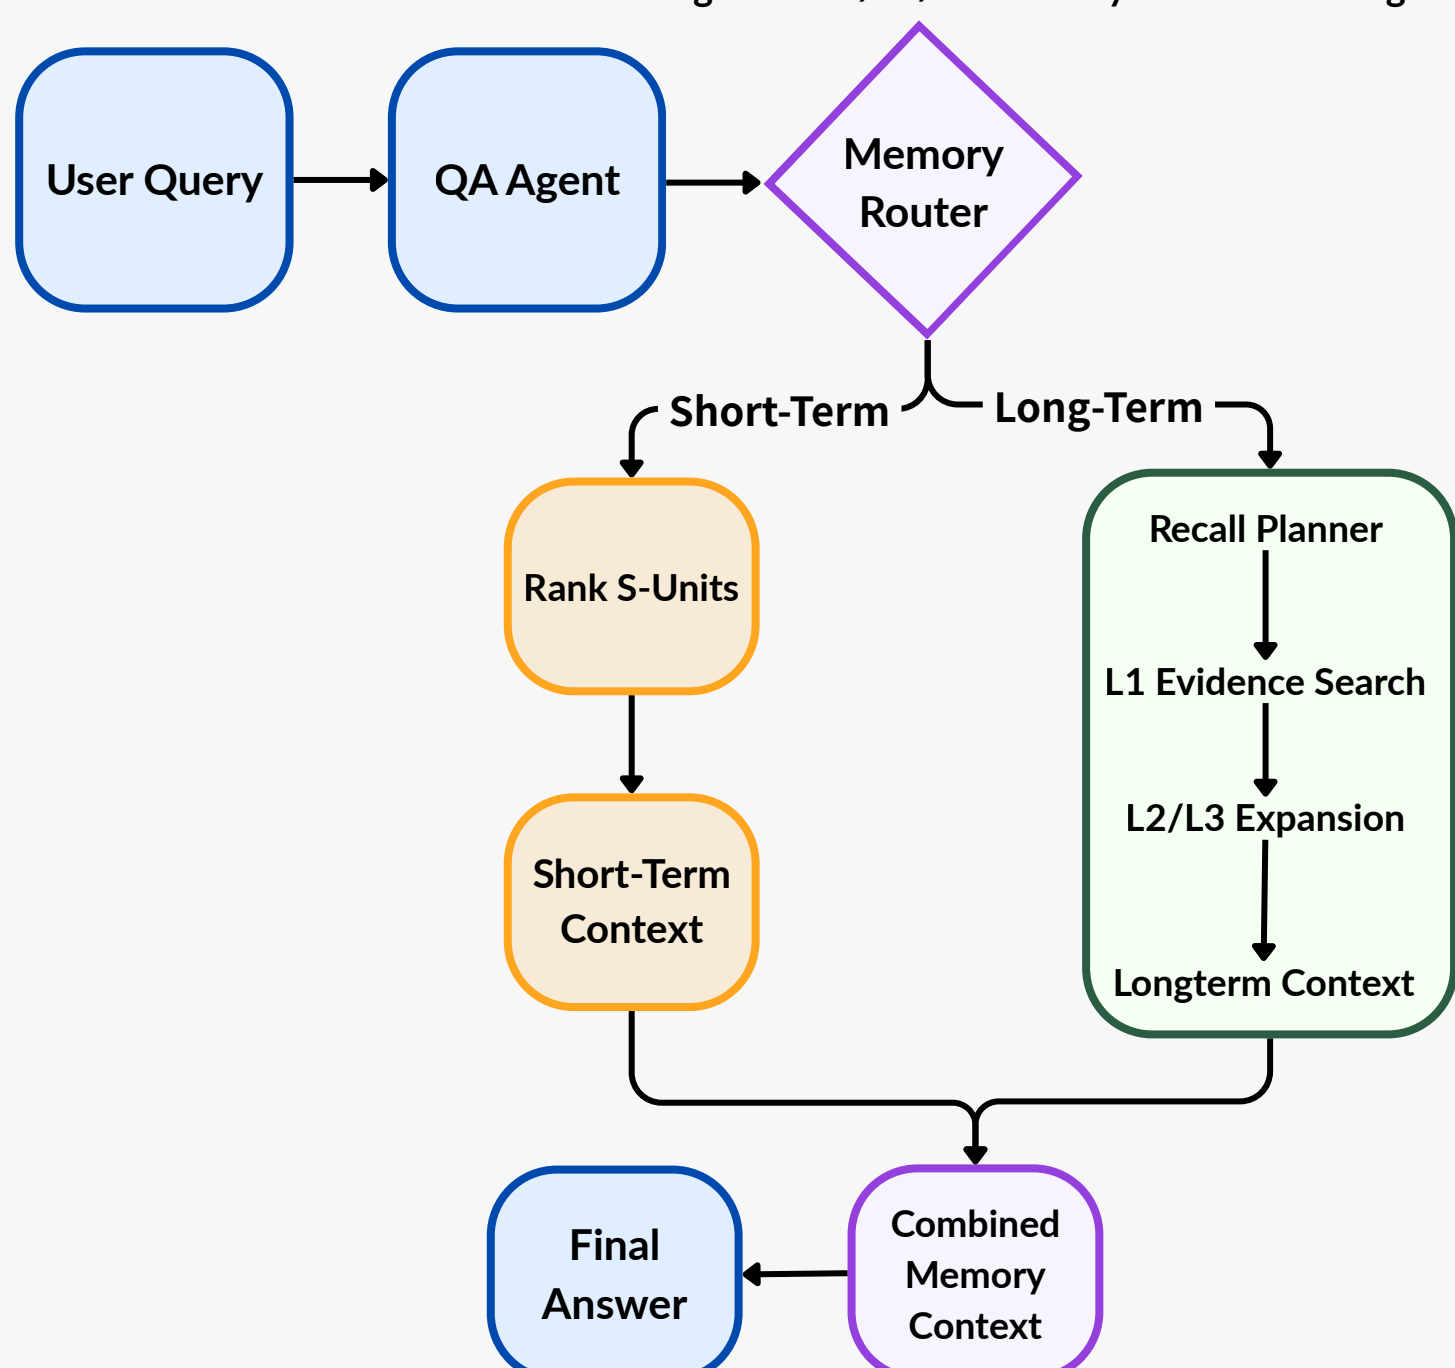 User Query
QA Agent
Memory
Router
Short-Term
Long-Term
Rank S-Units
Short-Term
Context
Recall Planner
L1 Evidence Search
L2/L3 Expansion
Longterm Context
Combined
Memory
Context
Final
Answer